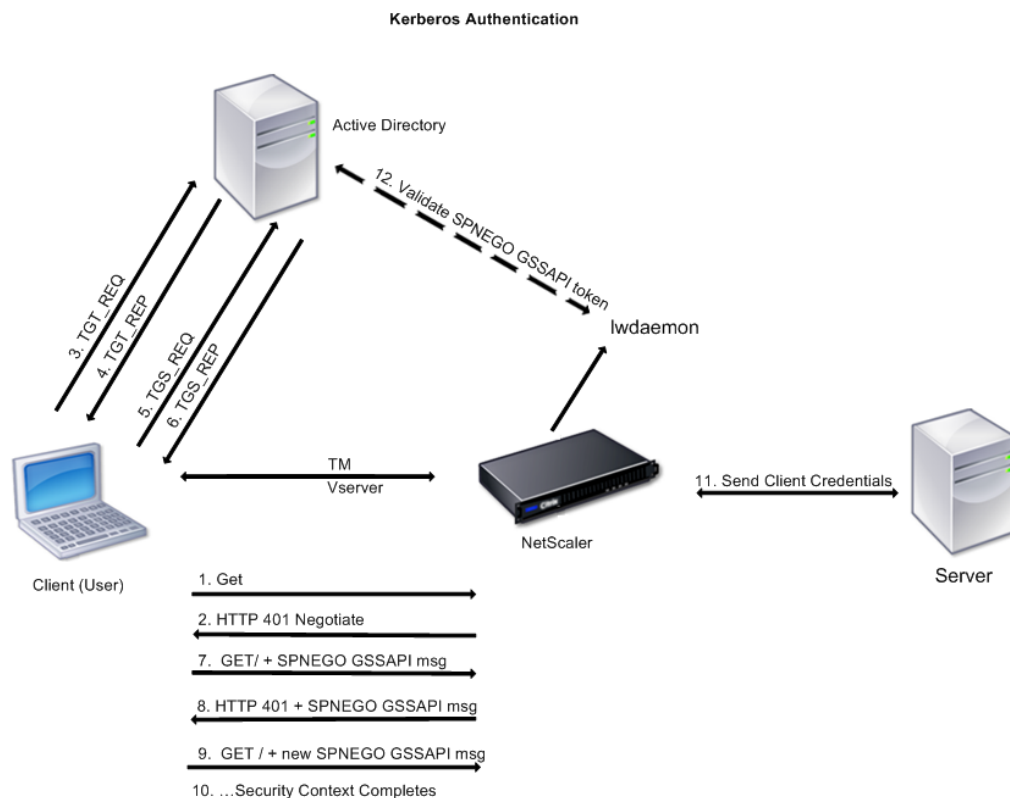 Kerberos Authentication
Active Directory
12. Validate SPNEGO GSSAPI token
lwdaemon
3. TGT_REQ
4. TGT_REP
5. TGS_REQ
6. TGS_REP
TM
Vserver
11. Send Client Credentials
NetScaler
Client (User)
Server
1. Get
2. HTTP 401 Negotiate
7. GET/ + SPNEGO GSSAPI msg
8. HTTP 401 + SPNEGO GSSAPI msg
9. GET / + new SPNEGO GSSAPI msg
10. ...Security Context Completes